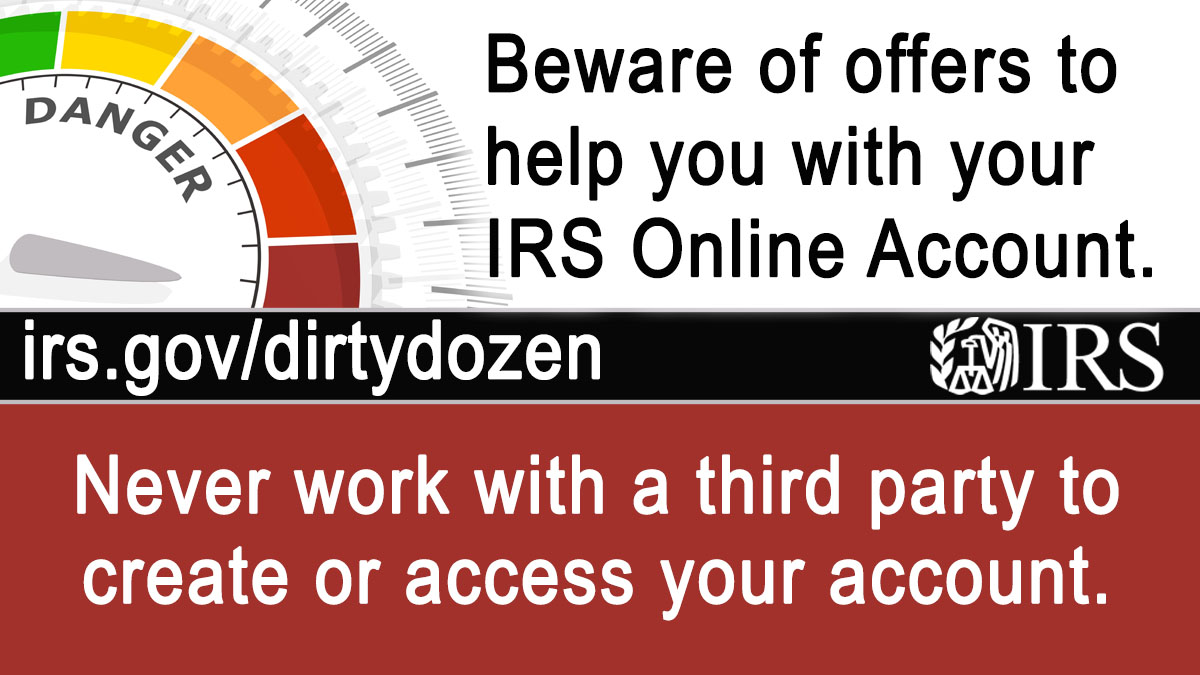 DANGER
Beware of offers to
help you with your
IRS Online Account.
irs.gov/dirtydozen
IRS
Never work with a third party to
create or access your account.